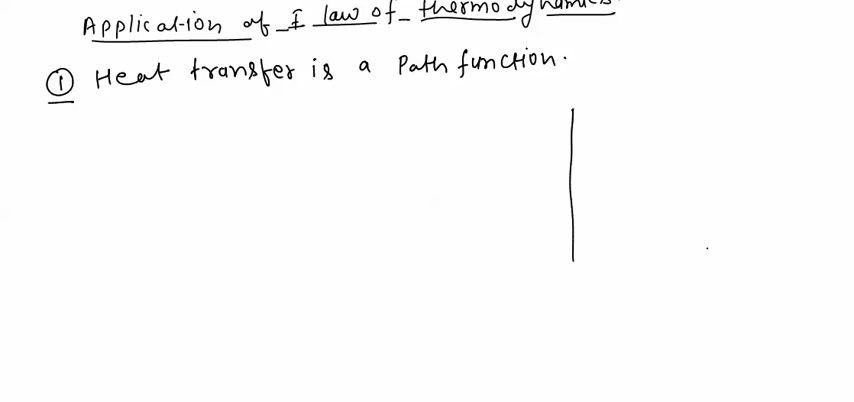 Application of I law of thermodynamics
① Heat transfer is a Path function.